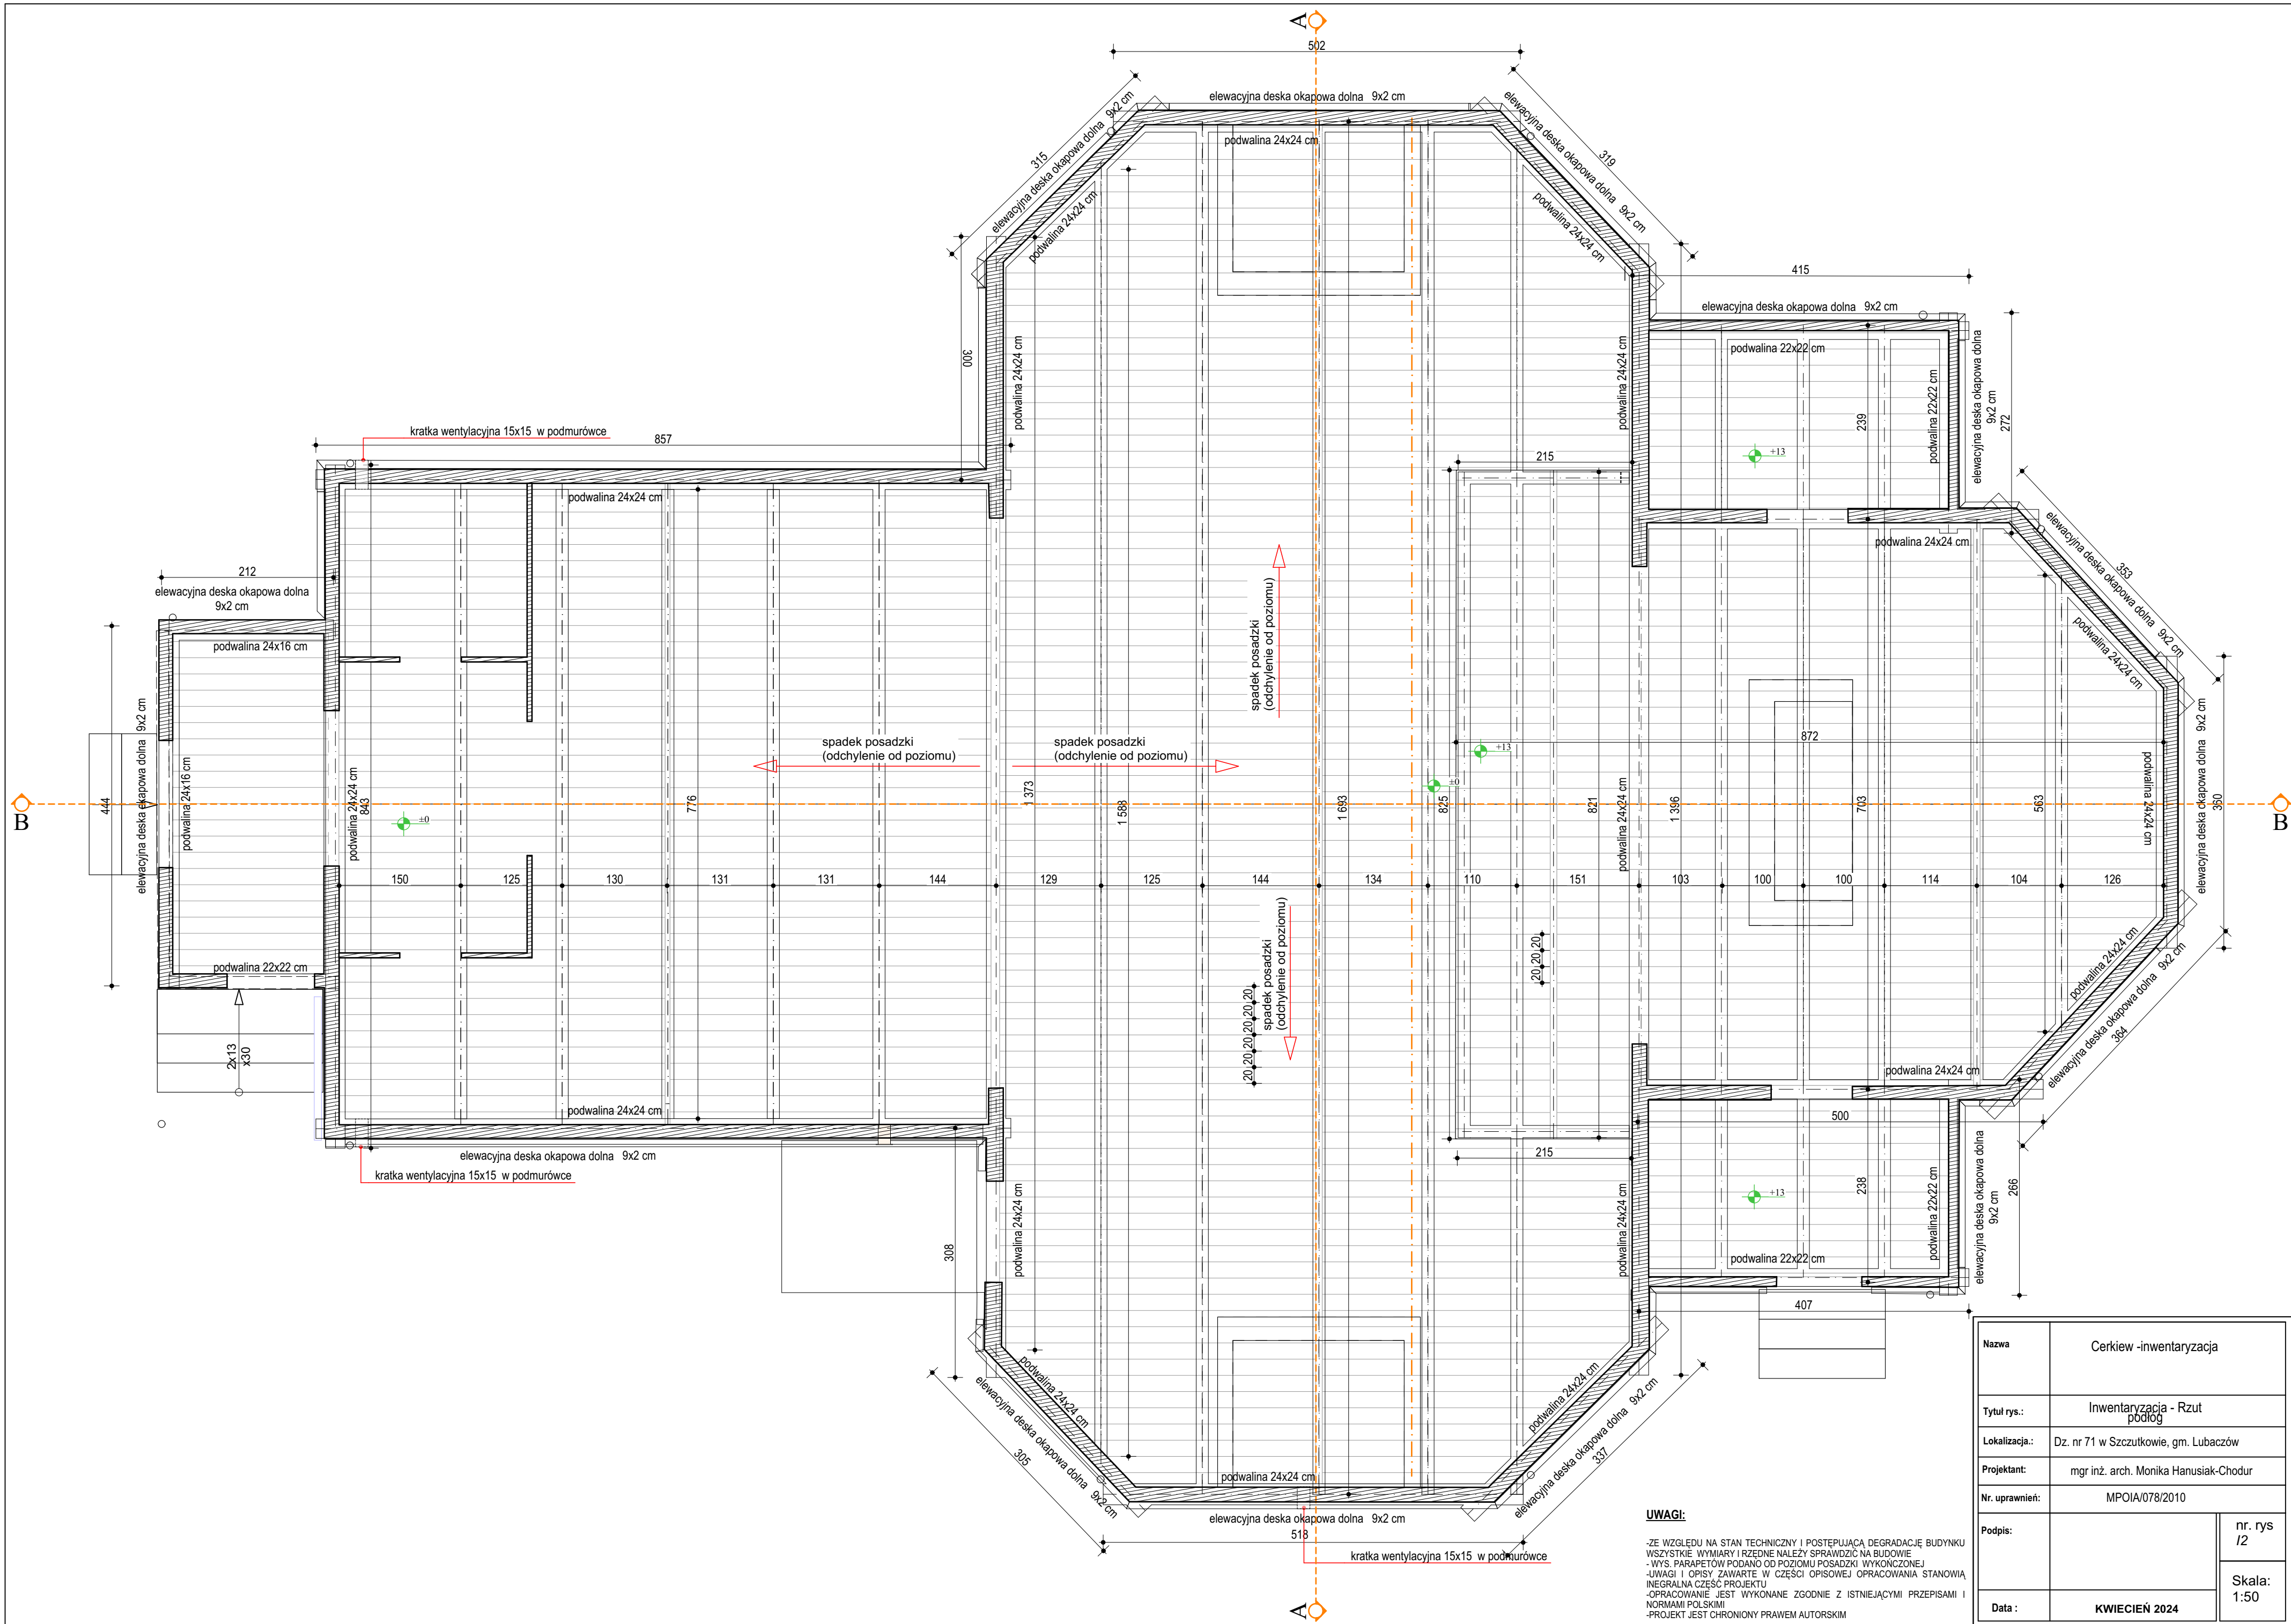 A
502
elewacyjna deska okapowa dolna 9x2 cm
elewacyjna deska okapowa dolna 9x2 cm
315
elewacyjna deska okapowa dolna 9x2 cm
319
podwalina 24x24 cm
podwalina 24x24 cm
podwalina 24x24 cm
415
elewacyjna deska okapowa dolna 9x2 cm
300
podwalina 24x24 cm
podwalina 24x24 cm
podwalina 22x22 cm
podwalina 22x22 cm
239
elewacyjna deska okapowa dolna
9x2 cm
272
kratka wentylacyjna 15x15 w podmurówce
857
215
+13
podwalina 24x24 cm
podwalina 24x24 cm
elewacyjna deska okapowa dolna 9x2 cm
353
212
elewacyjna deska okapowa dolna
9x2 cm
podwalina 24x16 cm
podwalina 24x24 cm
spadek posadzki
(odchylenie od poziomu)
spadek posadzki
(odchylenie od poziomu)
spadek posadzki
(odchylenie od poziomu)
872
+13
±0
±0
B
444
elewacyjna deska okapowa dolna 9x2 cm
podwalina 24x16 cm
podwalina 24x24 cm
843
776
1 373
1 588
1 693
825
821
podwalina 24x24 cm
1 396
703
563
podwalina 24x24 cm
elewacyjna deska okapowa dolna 9x2 cm
360
B
150
125
130
131
131
144
129
125
144
134
110
151
103
100
100
114
104
126
spadek posadzki
(odchylenie od poziomu)
20 20 20
20 20 20 20 20 20
podwalina 22x22 cm
2x13
x30
podwalina 24x24 cm
podwalina 24x24 cm
podwalina 24x24 cm
elewacyjna deska okapowa dolna 9x2 cm
364
500
elewacyjna deska okapowa dolna 9x2 cm
kratka wentylacyjna 15x15 w podmurówce
215
308
podwalina 24x24 cm
podwalina 24x24 cm
+13
238
podwalina 22x22 cm
podwalina 22x22 cm
elewacyjna deska okapowa dolna
9x2 cm
266
407
podwalina 24x24 cm
elewacyjna deska okapowa dolna 9x2 cm
305
podwalina 24x24 cm
elewacyjna deska okapowa dolna 9x2 cm
337
podwalina 24x24 cm
elewacyjna deska okapowa dolna 9x2 cm
518
kratka wentylacyjna 15x15 w podmurówce
A
UWAGI:
-ZE WZGLĘDU NA STAN TECHNICZNY I POSTĘPUJĄCĄ DEGRADACJĘ BUDYNKU
WSZYSTKIE WYMIARY I RZĘDNE NALEŻY SPRAWDZIĆ NA BUDOWIE
- WYS. PARAPETÓW PODANO OD POZIOMU POSADZKI WYKOŃCZONEJ
-UWAGI I OPISY ZAWARTE W CZĘŚCI OPISOWEJ OPRACOWANIA STANOWIĄ
INEGRALNA CZĘŚĆ PROJEKTU
-OPRACOWANIE JEST WYKONANE ZGODNIE Z ISTNIEJĄCYMI PRZEPISAMI I
NORMAMI POLSKIMI
-PROJEKT JEST CHRONIONY PRAWEM AUTORSKIM
Nazwa
Cerkiew -inwentaryzacja
Tytuł rys.:
Inwentaryzacja - Rzut
podłóg
Lokalizacja.:
Dz. nr 71 w Szczutkowie, gm. Lubaczów
Projektant:
mgr inż. arch. Monika Hanusiak-Chodur
Nr. uprawnień:
MPOIA/078/2010
Podpis:
nr. rys
I2
Skala:
1:50
Data :
KWIECIEŃ 2024